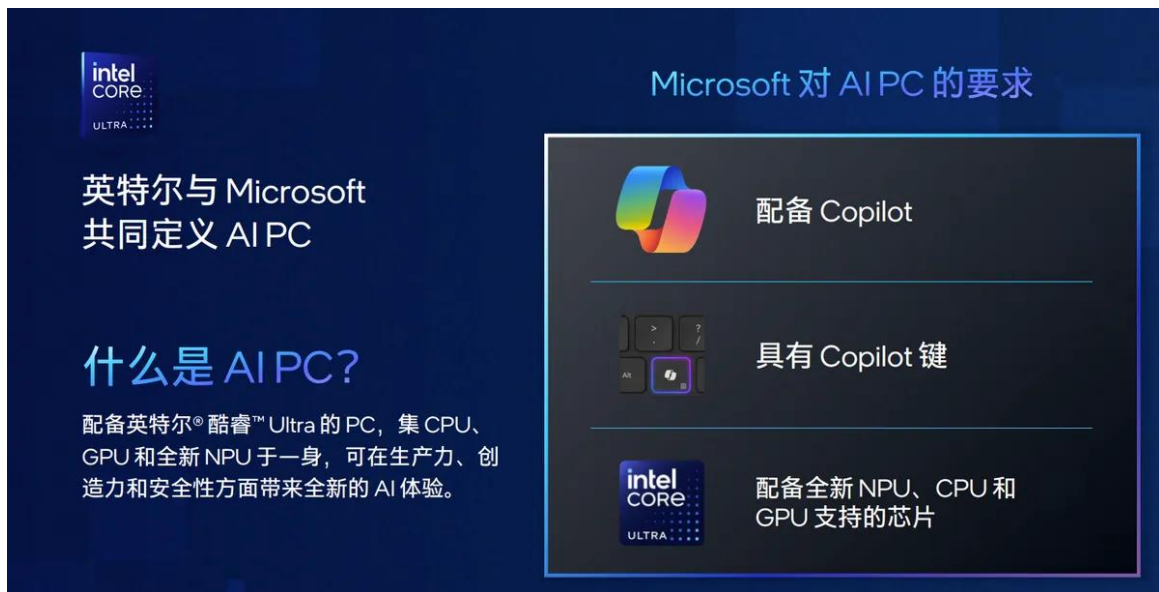 intel
CORE
ULTRA
英特尔与 Microsoft
共同定义 AI PC
什么是 AI PC?
配备英特尔® 酷睿™ Ultra 的 PC，集 CPU、
GPU 和全新 NPU 于一身，可在生产力、创
造力和安全性方面带来全新的 AI 体验。
Microsoft 对 AI PC 的要求
配备 Copilot
>
.
?
/
Alt
具有 Copilot 键
intel
CORE
ULTRA
配备全新 NPU、CPU 和
GPU 支持的芯片